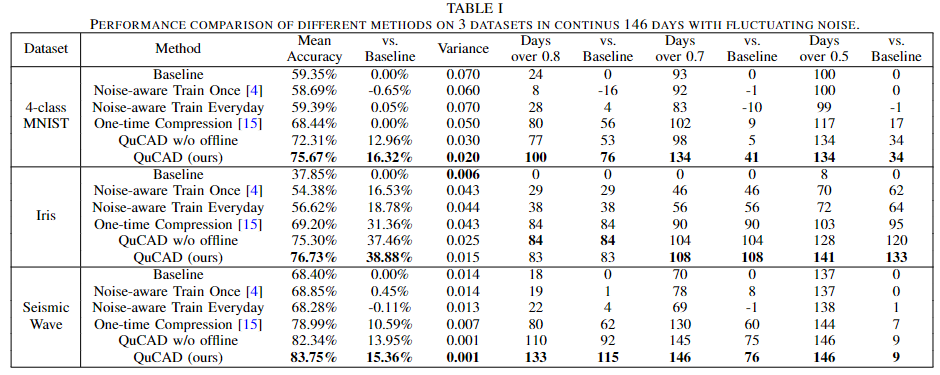 TABLE I
PERFORMANCE COMPARISON OF DIFFERENT METHODS ON 3 DATASETS IN CONTINUS 146 DAYS WITH FLUCTUATING NOISE.
Dataset Method Mean Accuracy vs. Baseline Variance Days over 0.8 vs. Baseline Days over 0.7 vs. Baseline Days over 0.5 vs. Baseline
4-class MNIST
Baseline 59.35% 0.00% 0.070 24 0 93 0 100 0
Noise-aware Train Once [4] 58.69% -0.65% 0.060 8 -16 92 -1 100 0
Noise-aware Train Everyday 59.39% 0.05% 0.070 28 4 83 -10 99 -1
One-time Compression [15] 68.44% 0.00% 0.050 80 56 102 9 117 17
QuCAD w/o offline 72.31% 12.96% 0.030 77 53 98 5 134 34
QuCAD (ours) 75.67% 16.32% 0.020 100 76 134 41 134 34
Iris
Baseline 37.85% 0.00% 0.006 0 0 0 0 8 0
Noise-aware Train Once [4] 54.38% 16.53% 0.043 29 29 46 46 70 62
Noise-aware Train Everyday 56.62% 18.78% 0.044 38 38 56 56 72 64
One-time Compression [15] 69.20% 31.36% 0.043 84 84 90 90 103 95
QuCAD w/o offline 75.30% 37.46% 0.025 84 84 104 104 128 120
QuCAD (ours) 76.73% 38.88% 0.015 83 83 108 108 141 133
Seismic Wave
Baseline 68.40% 0.00% 0.014 18 0 70 0 137 0
Noise-aware Train Once [4] 68.85% 0.45% 0.014 19 1 78 8 137 0
Noise-aware Train Everyday 68.28% -0.11% 0.013 22 4 69 -1 138 1
One-time Compression [15] 78.99% 10.59% 0.007 80 62 130 60 144 7
QuCAD w/o offline 82.34% 13.95% 0.001 110 92 145 75 146 9
QuCAD (ours) 83.75% 15.36% 0.001 133 115 146 76 146 9